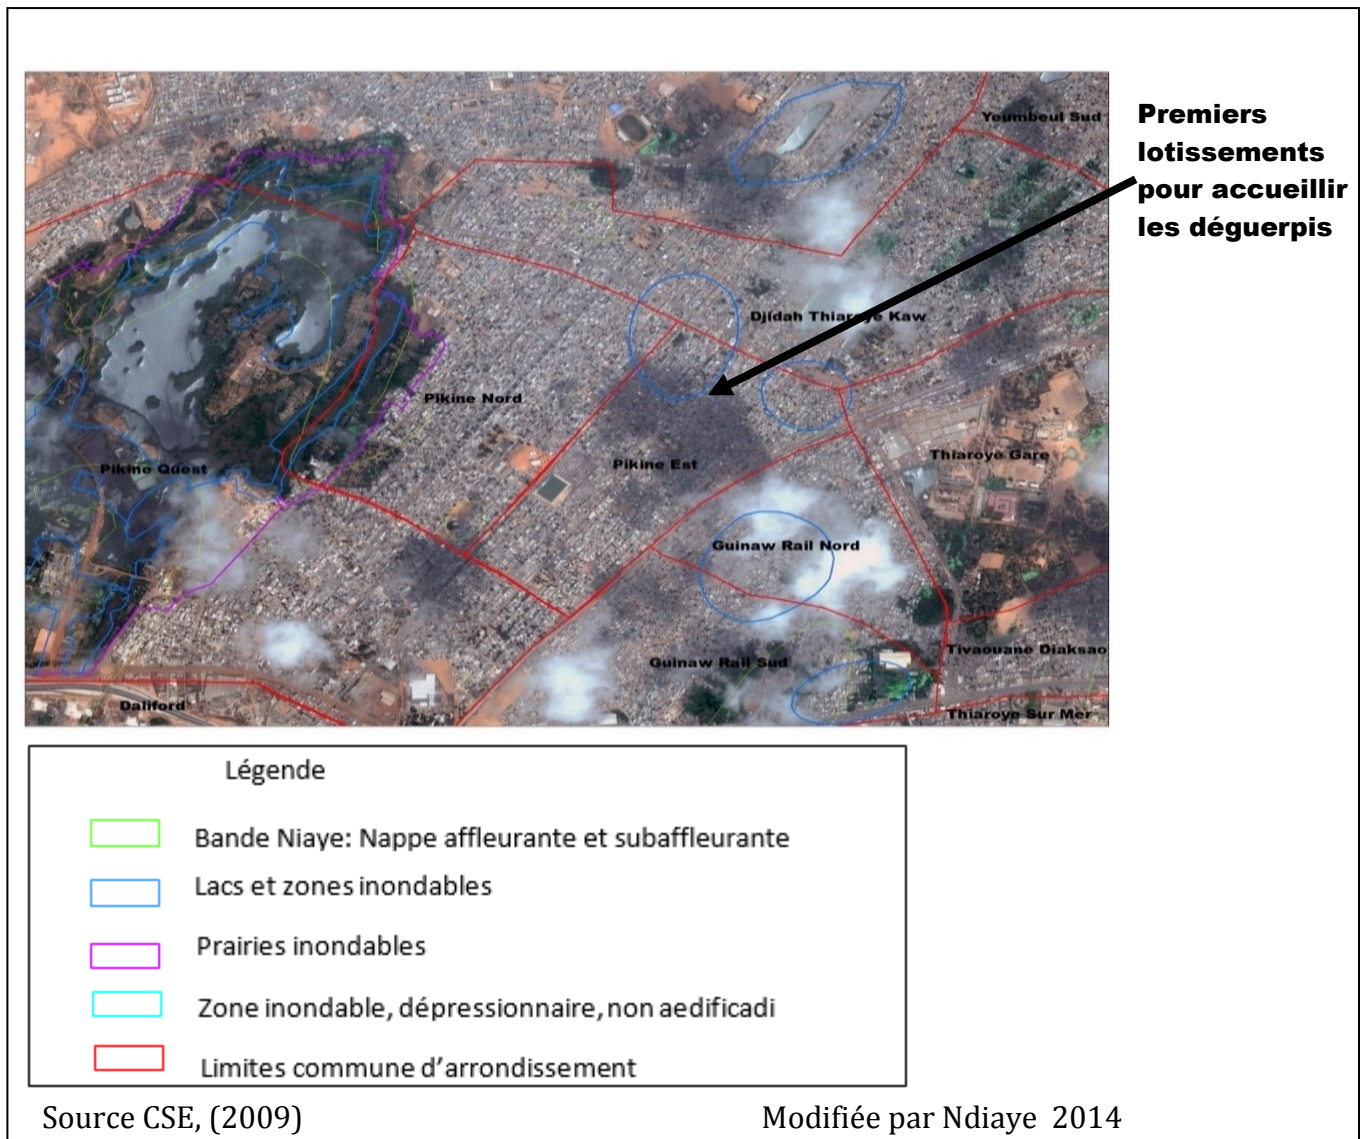 Premiers
lotissements
pour accueillir
les déguerpis
Yeumbeul Sud
Djidah Thiaroye Kaw
Pikine Nord
Pikine Ouest
Pikine Est
Thiaroye Gare
Guinaw Rail Nord
Guinaw Rail Sud
Tivaouane Diaksao
Daliford
Thiaroye Sur Mer
Légende
Bande Niaye: Nappe affleurante et subaffleurante
Lacs et zones inondables
Prairies inondables
Zone inondable, dépressionnaire, non aedificadi
Limites commune d’arrondissement
Source CSE, (2009) Modifiée par Ndiaye 2014